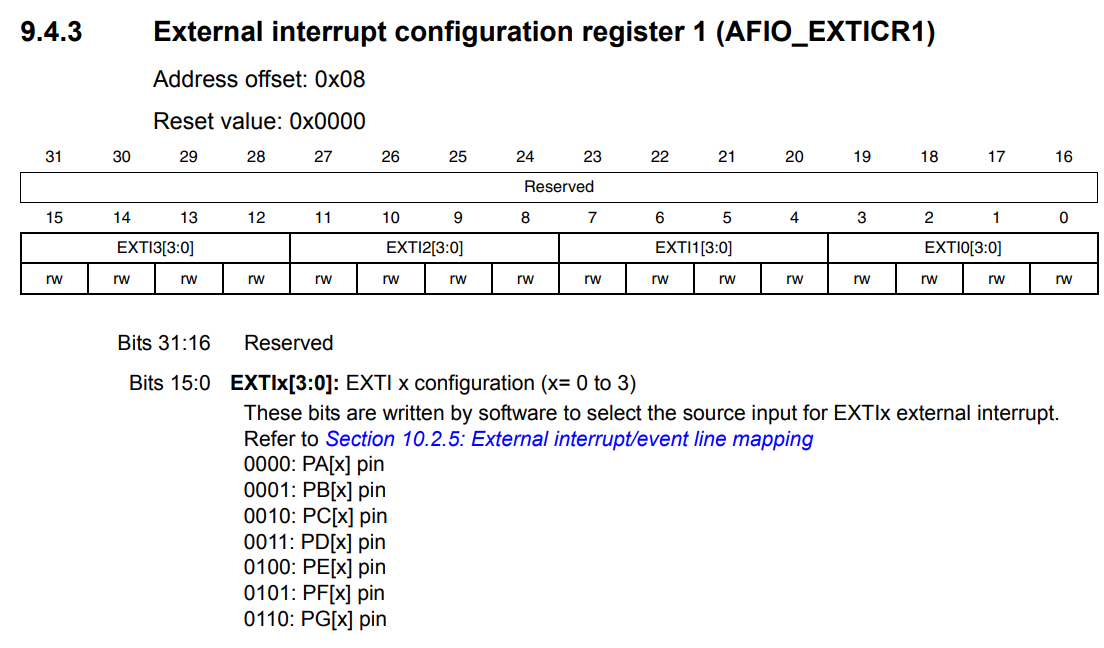 9.4.3 External interrupt configuration register 1 (AFIO_EXTICR1)
Address offset: 0x08
Reset value: 0x0000
31 30 29 28 27 26 25 24 23 22 21 20 19 18 17 16
Reserved
15 14 13 12 11 10 9 8 7 6 5 4 3 2 1 0
EXTI3[3:0] EXTI2[3:0] EXTI1[3:0] EXTI0[3:0]
rw rw rw rw rw rw rw rw rw rw rw rw rw rw rw rw
Bits 31:16 Reserved
Bits 15:0 EXTIx[3:0]: EXTI x configuration (x= 0 to 3)
These bits are written by software to select the source input for EXTIx external interrupt.
Refer to Section 10.2.5: External interrupt/event line mapping
0000: PA[x] pin
0001: PB[x] pin
0010: PC[x] pin
0011: PD[x] pin
0100: PE[x] pin
0101: PF[x] pin
0110: PG[x] pin